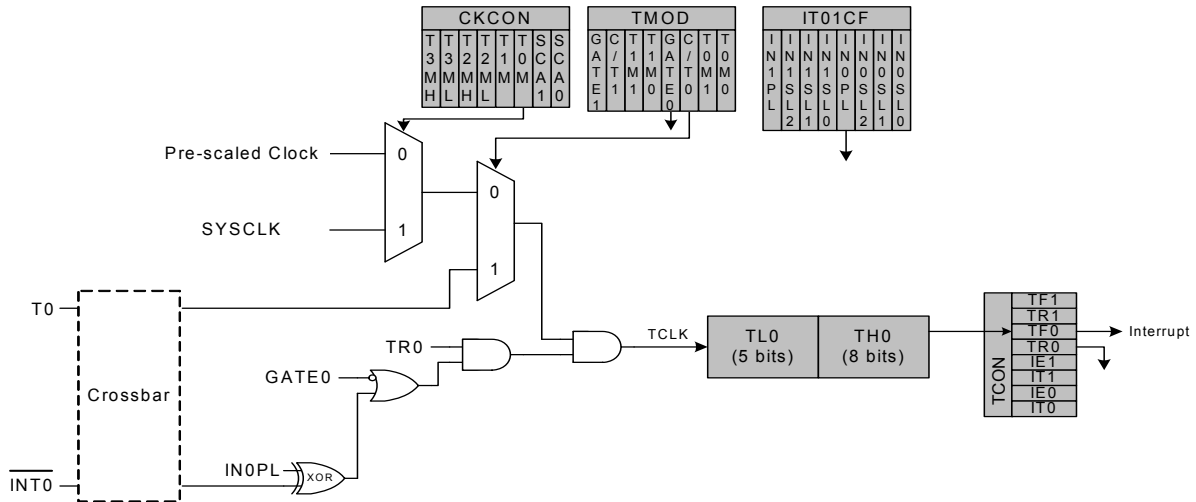 CKCON
T3MH T3ML T2MH T2ML T1M T0M SCA1 SCA0
TMOD
GATE1 C/T1 T1M1 T1M0 GATE0 C/T0 T0M1 T0M0
IT01CF
IN1PL IN1SL2 IN1SL1 IN1SL0 IN0PL IN0SL2 IN0SL1 IN0SL0
Pre-scaled Clock
0
SYSCLK
1
0
1
T0
Crossbar
INT0
TR0
GATE0
IN0PL
XOR
TCLK
TL0
(5 bits)
TH0
(8 bits)
TCON
TF1
TR1
TF0
TR0
IE1
IT1
IE0
IT0
Interrupt